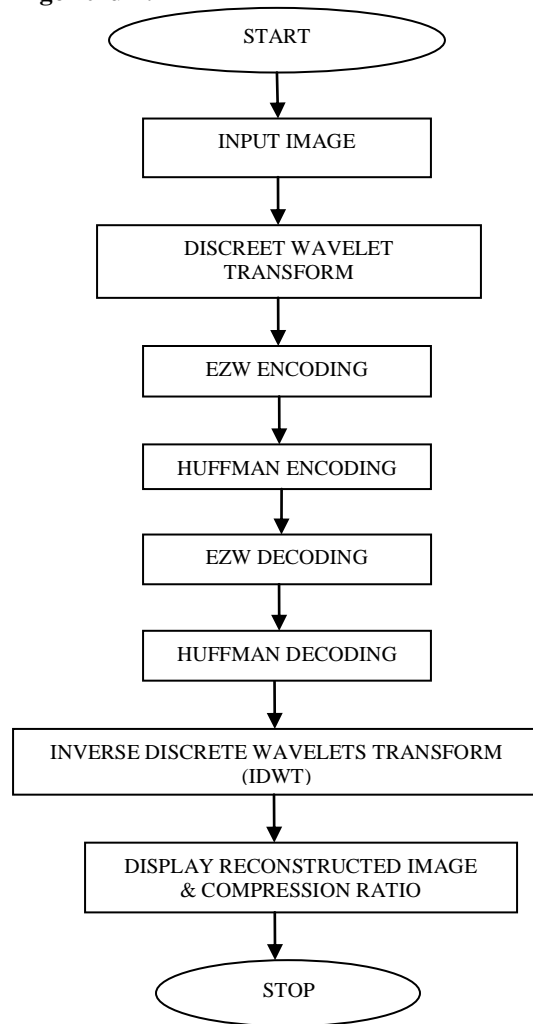 START
INPUT IMAGE
DISCREET WAVELET
TRANSFORM
EZW ENCODING
HUFFMAN ENCODING
EZW DECODING
HUFFMAN DECODING
INVERSE DISCRETE WAVELETS TRANSFORM
(IDWT)
DISPLAY RECONSTRUCTED IMAGE
& COMPRESSION RATIO
STOP